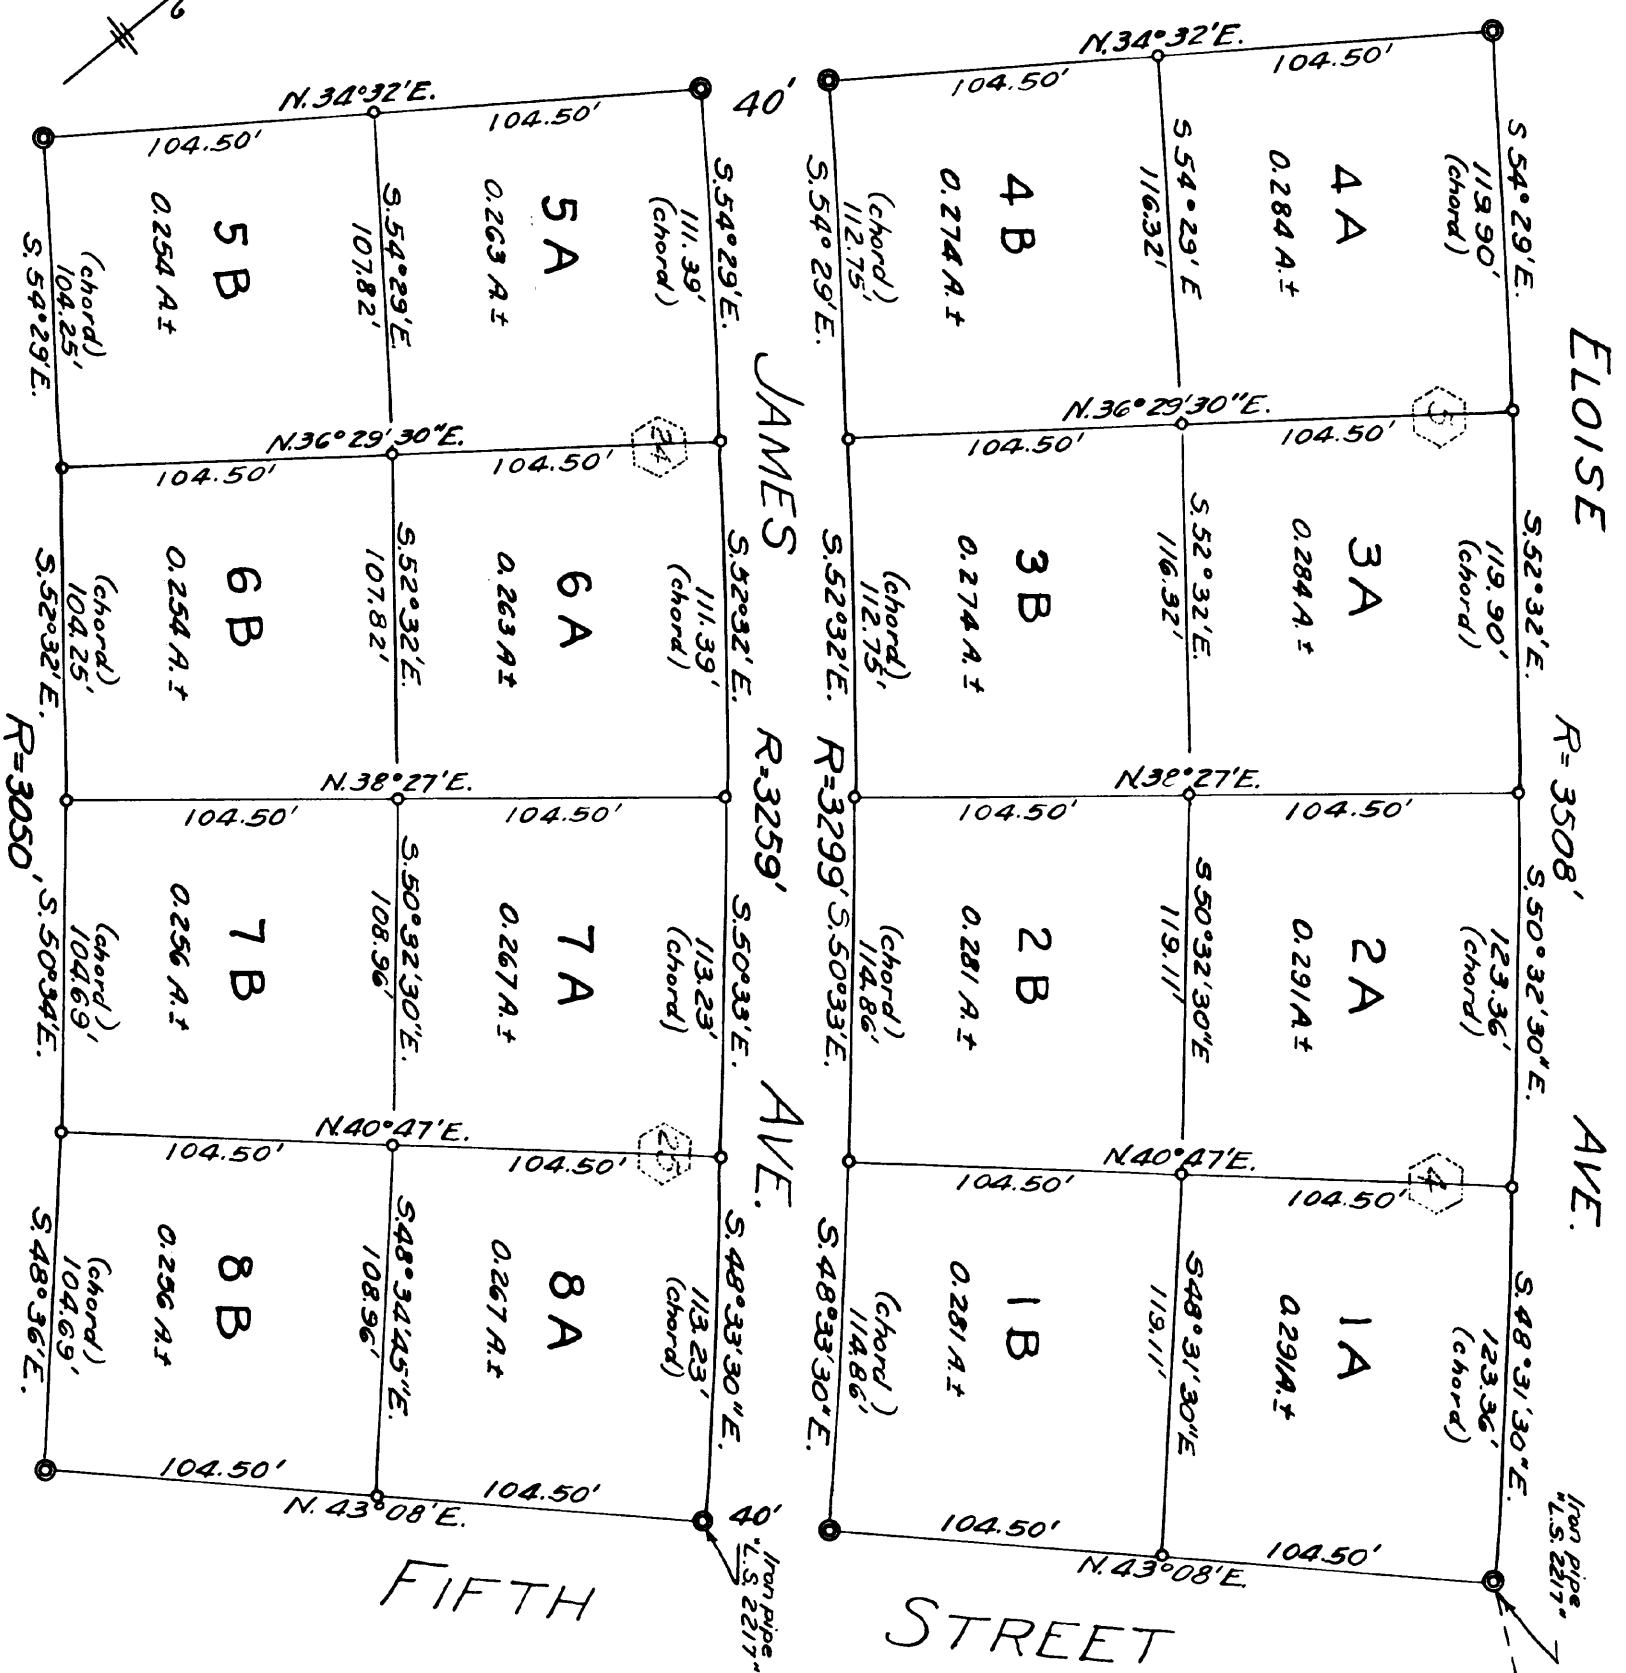 6
N.34°32'E.
104.50'
104.50'
40'
N.34°32'E.
104.50'
104.50'
S.54°29'E.
104.25'
(chord)
5B
0.254 A±
S.54°29'E.
107.82'
5A
0.263 A±
S.54°29'E.
111.39'
(chord)
S.54°29'E.
(chord)
112.75'
4B
0.274 A.±
S 54°29' E
116.32'
4A
0.284 A.±
S 54°29'E.
119.90'
(chord)
ELOISE
AVE.
R=3508'
N.36°29'30"E.
104.50'
104.50'
24
N.36°29'30"E.
104.50'
104.50'
5
JAMES
AVE.
R=3259'
R=3299'
R=3050'
S.52°32'E.
(chord)
104.25'
6B
0.254 A.±
S.52°32'E.
107.82'
6A
0.263 A±
S.52°32'E.
111.39'
(chord)
S.52°32'E.
(chord)
112.75'
3B
0.274 A.±
S.52°32'E.
116.32'
3A
0.284 A.±
S.52°32'E.
119.90'
(chord)
N.38°27'E.
104.50'
104.50'
N.38°27'E.
104.50'
104.50'
S.50°34'E.
(chord)
104.69'
7B
0.256 A.±
S.50°32'30"E.
108.96'
7A
0.267 A.±
S.50°33'E.
113.23'
(chord)
S.50°33'E.
(chord)
114.86'
2B
0.281 A.±
S.50°32'30"E
119.11'
2A
0.291 A.±
S.50°32'30"E.
123.36'
(chord)
N.40°47'E.
104.50'
104.50'
25
N.40°47'E.
104.50'
104.50'
4
S.48°36'E.
(chord)
104.69'
8B
0.256 A.±
S.48°34'45"E.
108.96'
8A
0.267 A.±
S.48°33'30"E.
113.23'
(chord)
S.48°33'30"E.
(chord)
114.86'
1B
0.281 A.±
S48°31'30"E
119.11'
1A
0.291A.±
S.48°31'30"E.
123.36'
(chord)
104.50'
104.50'
N.43°08'E.
40'
Iron pipe
"L.S. 2217"
104.50'
104.50'
N.43°08'E.
Iron pipe
"L.S. 2217"
FIFTH
STREET